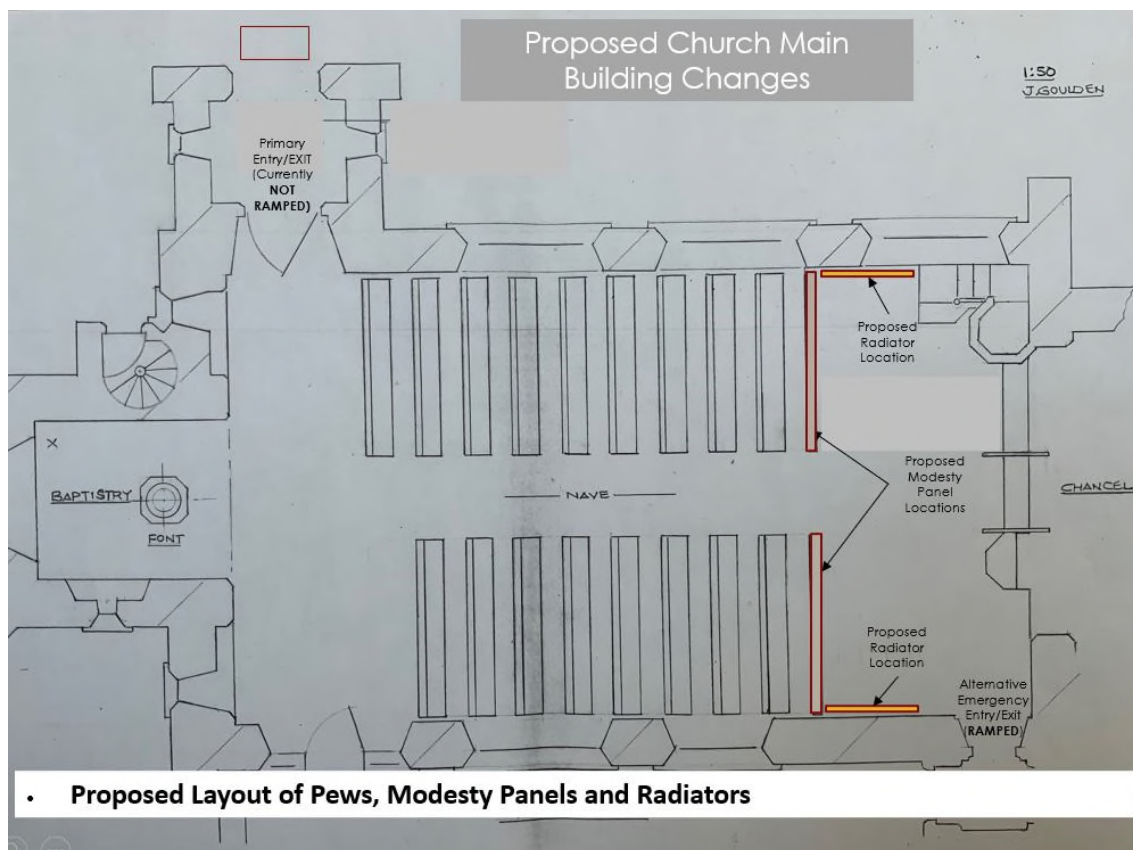 Proposed Church Main
Building Changes
1:50
J.GOULDEN
Primary
Entry/EXIT
(Currently
NOT
RAMPED)
Proposed
Radiator
Location
Proposed
Modesty
Panel
Locations
CHANCEL
NAVE
X
BAPTISTRY
FONT
Proposed
Radiator
Location
Alternative
Emergency
Entry/Exit
(RAMPED)
• Proposed Layout of Pews, Modesty Panels and Radiators